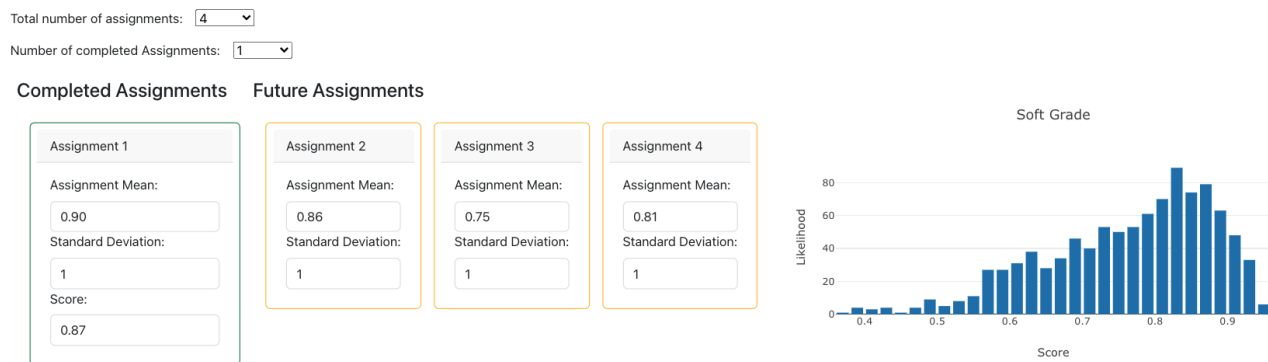 Total number of assignments: 4
Number of completed Assignments: 1
Completed Assignments Future Assignments
Assignment 1
Assignment Mean:
0.90
Standard Deviation:
1
Score:
0.87
Assignment 2
Assignment Mean:
0.86
Standard Deviation:
1
Assignment 3
Assignment Mean:
0.75
Standard Deviation:
1
Assignment 4
Assignment Mean:
0.81
Standard Deviation:
1
Soft Grade
Likelihood
80
60
40
20
0
0.4 0.5 0.6 0.7 0.8 0.9
Score